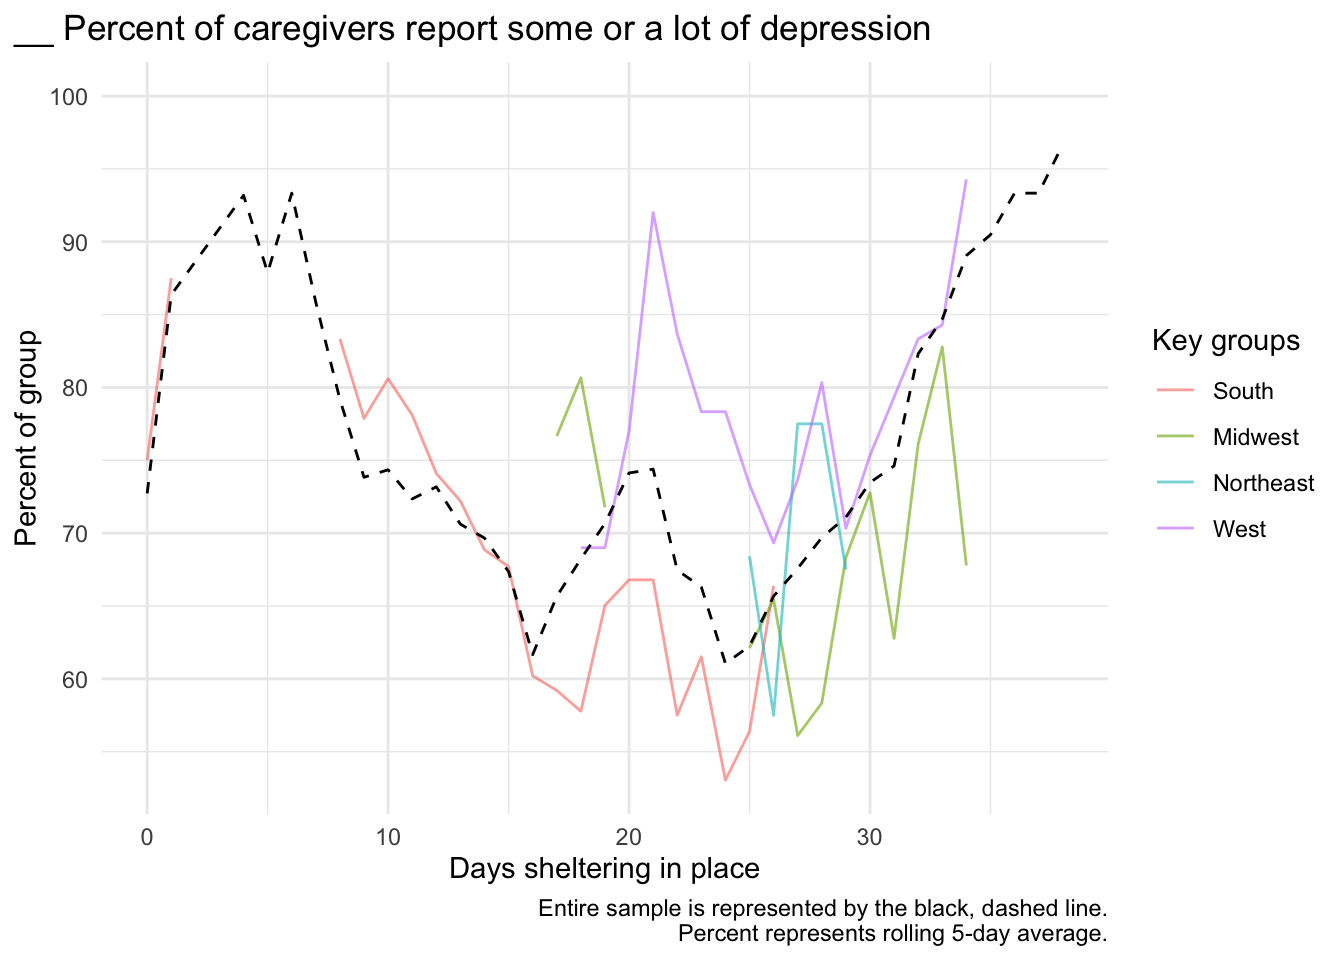 __ Percent of caregivers report some or a lot of depression
Percent of group
100
90
80
70
60
0
10
20
30
Days sheltering in place
Key groups
South
Midwest
Northeast
West
Entire sample is represented by the black, dashed line.
Percent represents rolling 5-day average.